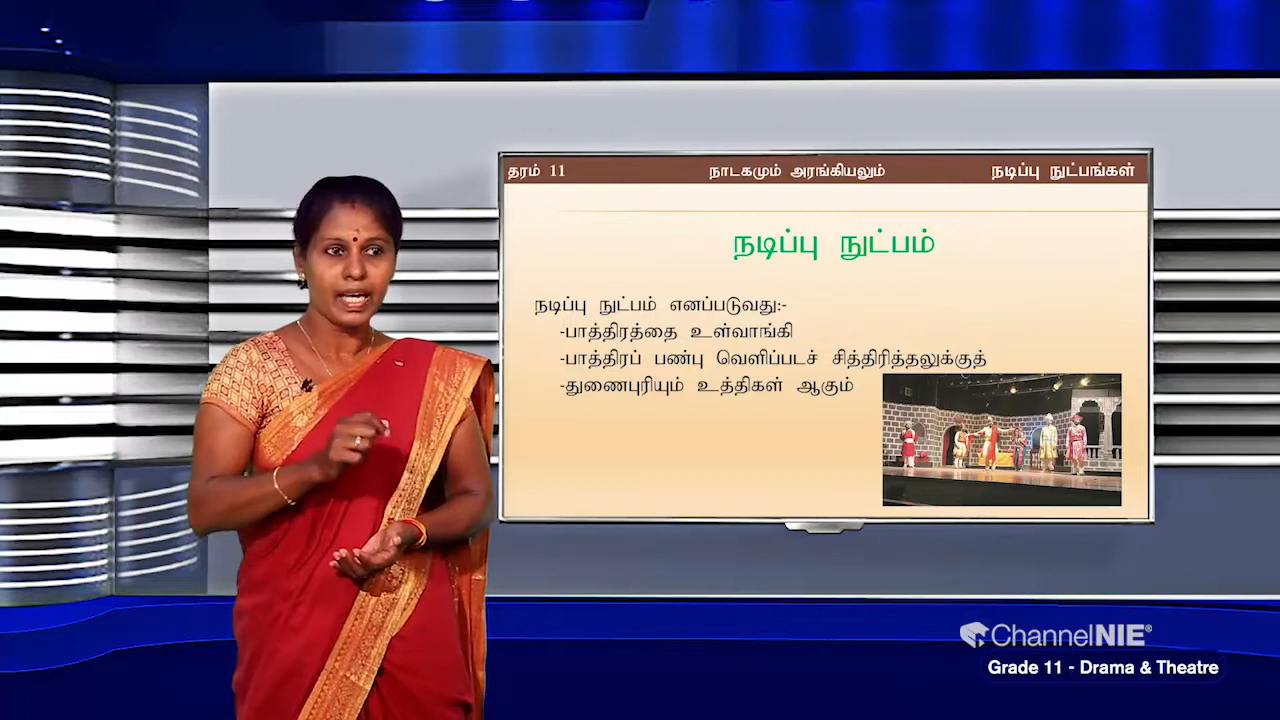 தரம் 11 நாடகமும் அரங்கியலும் நடிப்பு நுட்பங்கள்
நடிப்பு நுட்பம்
நடிப்பு நுட்பம் எனப்படுவது:-
-பாத்திரத்தை உள்வாங்கி
-பாத்திரப் பண்பு வெளிப்படச் சித்திரித்தலுக்குத்
-துணைபுரியும் உத்திகள் ஆகும்
ChannelNIE®
Grade 11 - Drama & Theatre